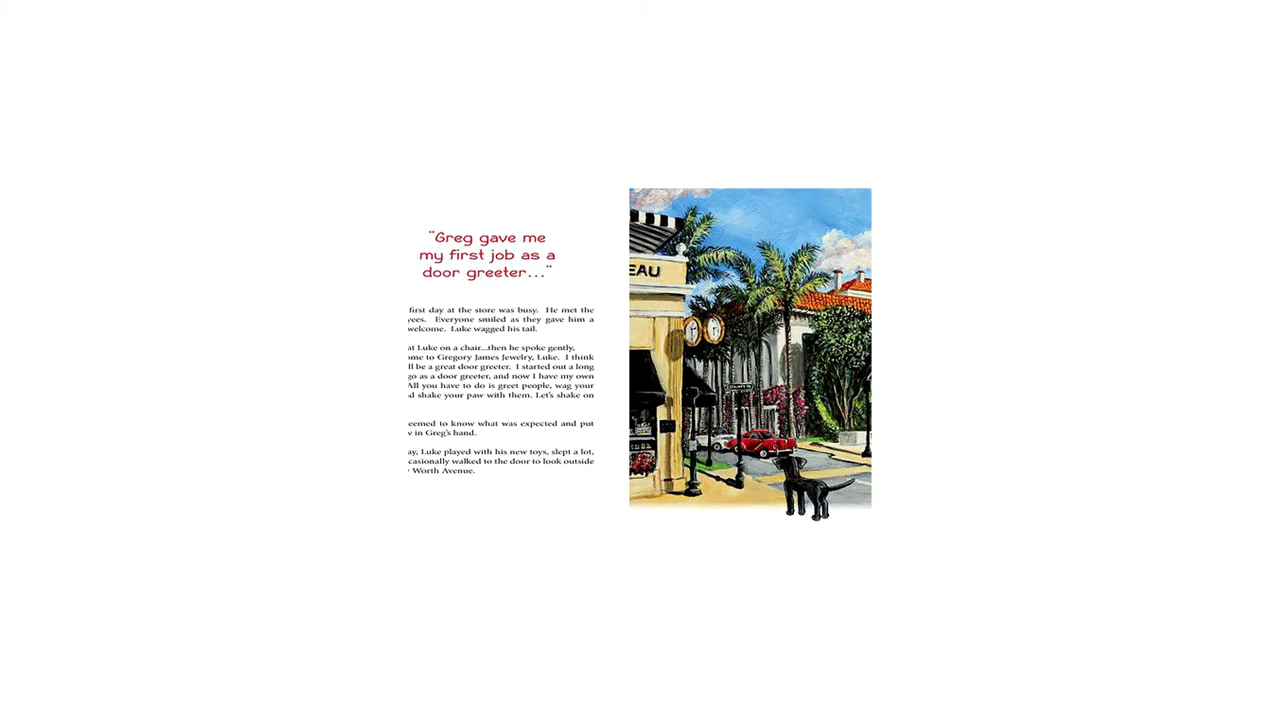 “Greg gave me
my first job as a
door greeter...”
first day at the store was busy. He met the
Everyone smiled as they gave him a
welcome. Luke wagged his tail.
at Luke on a chair...then he spoke gently,
ome to Gregory James Jewelry, Luke. I think
ll be a great door greeter. I started out a long
go as a door greeter, and now I have my own
All you have to do is greet people, wag your
d shake your paw with them. Let’s shake on
eemed to know what was expected and put
in Greg’s hand.
ay, Luke played with his new toys, slept a lot,
casionally walked to the door to look outside
Worth Avenue.
EAU